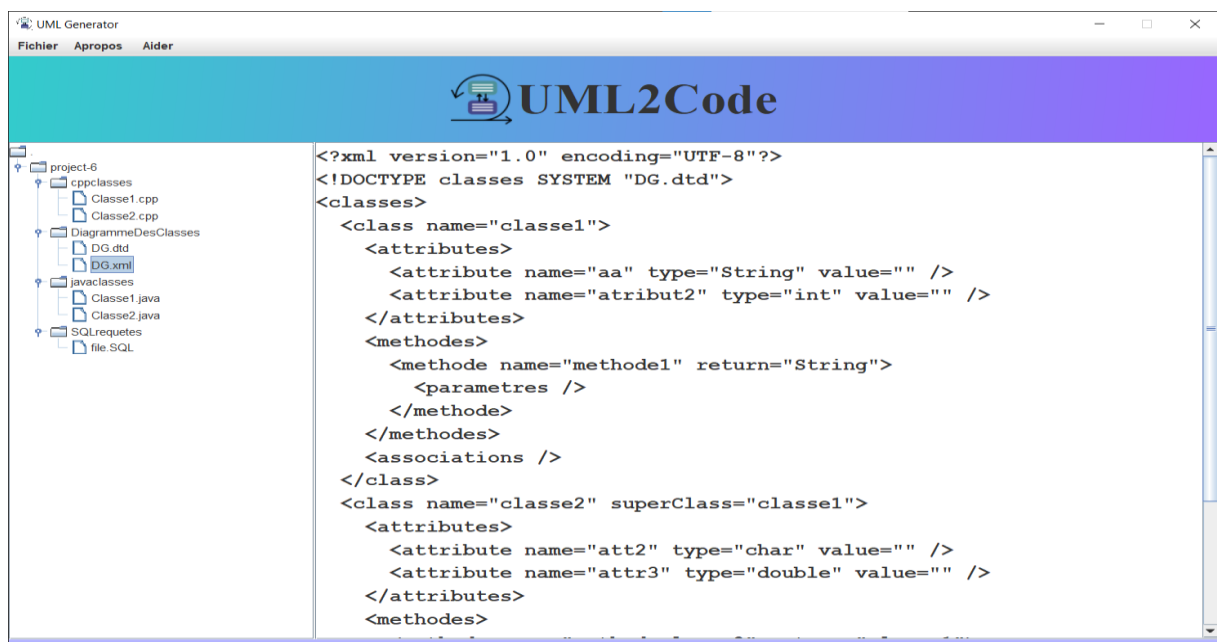 UML Generator
Fichier Apropos Aider
UML2Code
.
project-6
cppclasses
Classe1.cpp
Classe2.cpp
DiagrammeDesClasses
DG.dtd
DG.xml
javaclasses
Classe1.java
Classe2.java
SQLrequetes
file.SQL
<?xml version="1.0" encoding="UTF-8"?>
<!DOCTYPE classes SYSTEM "DG.dtd">
<classes>
<class name="classe1">
<attributes>
<attribute name="aa" type="String" value="" />
<attribute name="atribut2" type="int" value="" />
</attributes>
<methodes>
<methode name="methode1" return="String">
<parametres />
</methode>
</methodes>
<associations />
</class>
<class name="classe2" superClass="classe1">
<attributes>
<attribute name="att2" type="char" value="" />
<attribute name="attr3" type="double" value="" />
</attributes>
<methodes>